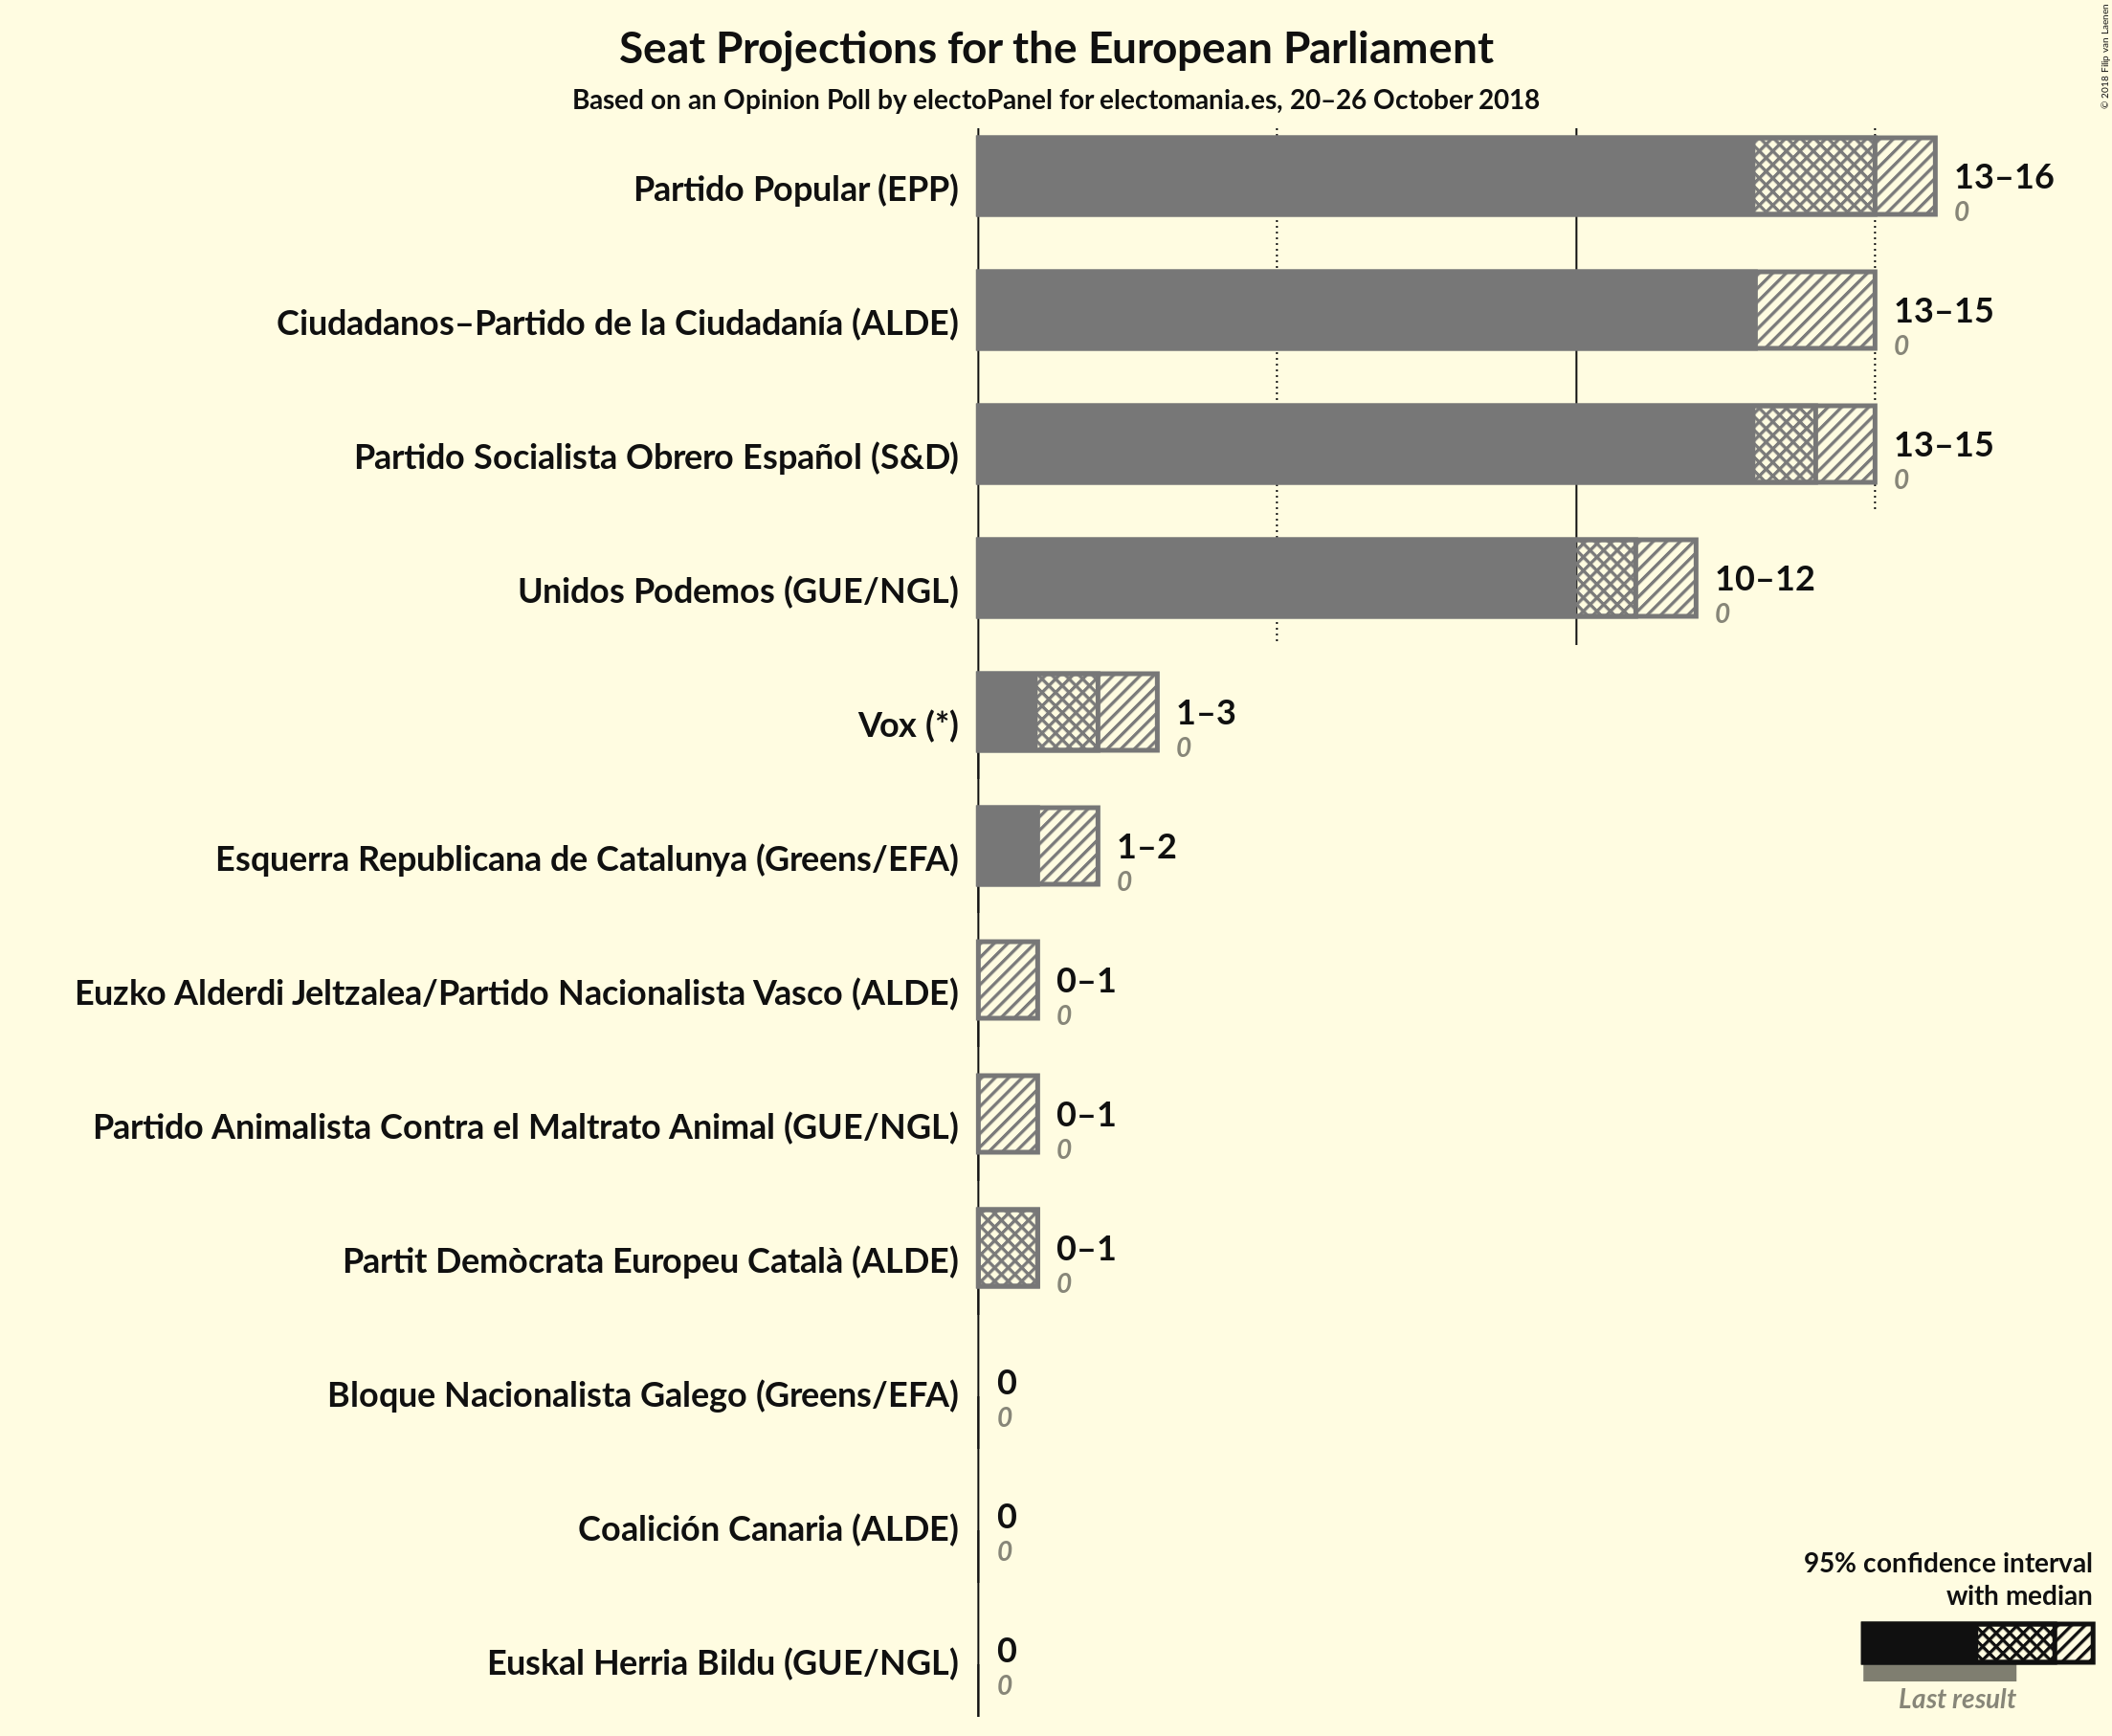 Seat Projections for the European Parliament
Based on an Opinion Poll by electoPanel for electomania.es, 20–26 October 2018
© 2018 Filip van Laenen
Partido Popular (EPP)
13–16
0
Ciudadanos–Partido de la Ciudadanía (ALDE)
13–15
0
Partido Socialista Obrero Español (S&D)
13–15
0
Unidos Podemos (GUE/NGL)
10–12
0
Vox (*)
1–3
0
Esquerra Republicana de Catalunya (Greens/EFA)
1–2
0
Euzko Alderdi Jeltzalea/Partido Nacionalista Vasco (ALDE)
0–1
0
Partido Animalista Contra el Maltrato Animal (GUE/NGL)
0–1
0
Partit Demòcrata Europeu Català (ALDE)
0–1
0
Bloque Nacionalista Galego (Greens/EFA)
0
0
Coalición Canaria (ALDE)
0
0
Euskal Herria Bildu (GUE/NGL)
0
0
95% confidence interval
with median
Last result